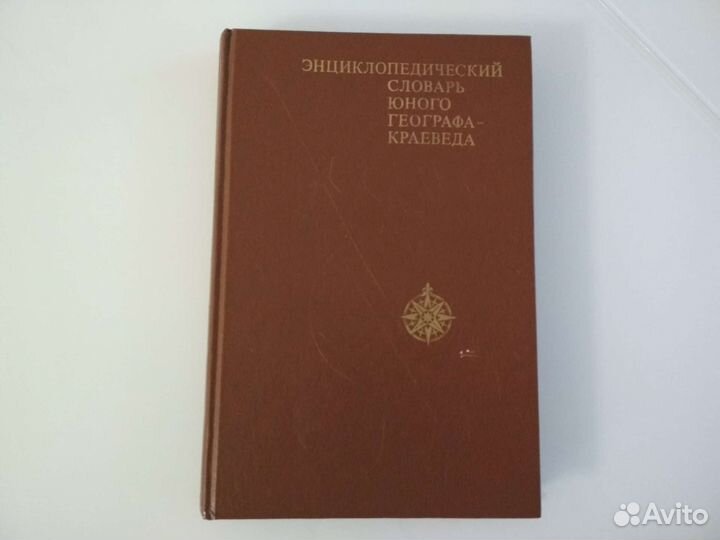 ЭНЦИКЛОПЕДИЧЕСКИЙ
СЛОВАРЬ
ЮНОГО
ГЕОГРАФА-
КРАЕВЕДА
Avito